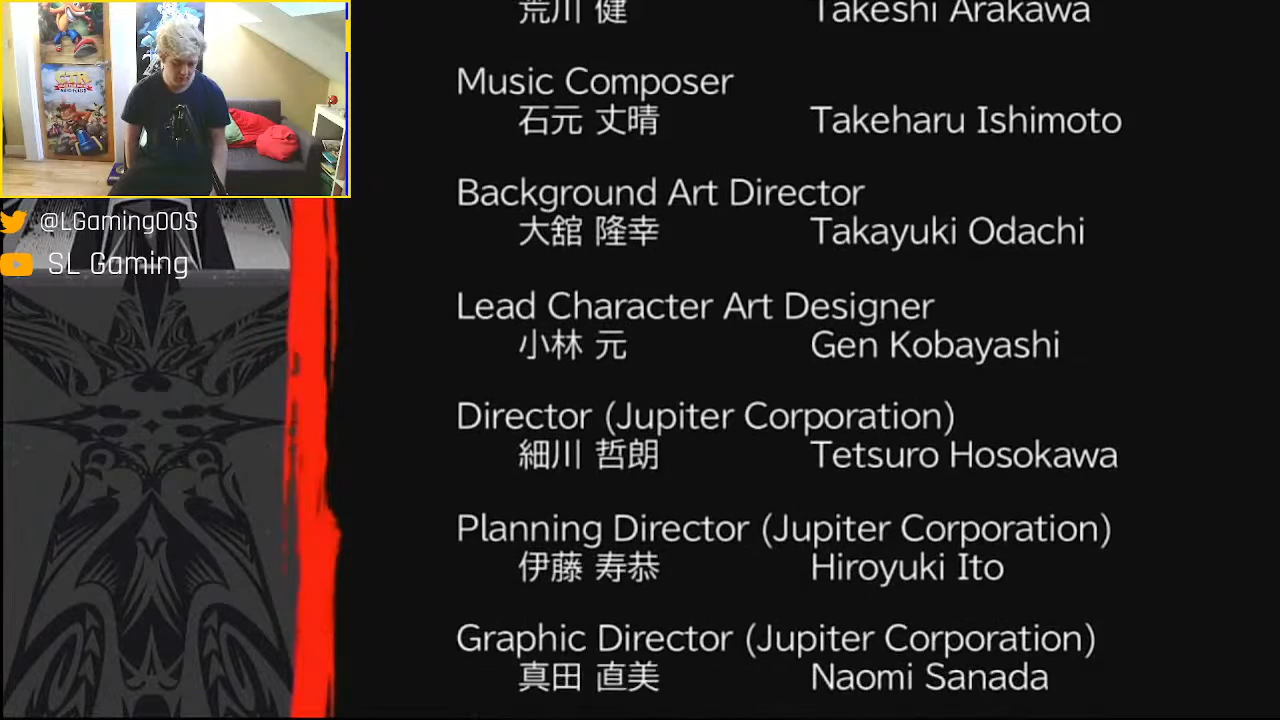 荒川 健 Takeshi Arakawa
Music Composer
石元 丈晴 Takeharu Ishimoto
Background Art Director
大舘 隆幸 Takayuki Odachi
Lead Character Art Designer
小林 元 Gen Kobayashi
Director (Jupiter Corporation)
細川 哲朗 Tetsuro Hosokawa
Planning Director (Jupiter Corporation)
伊藤 寿恭 Hiroyuki Ito
Graphic Director (Jupiter Corporation)
真田 直美 Naomi Sanada
@LGaming00S
SL Gaming
CTR